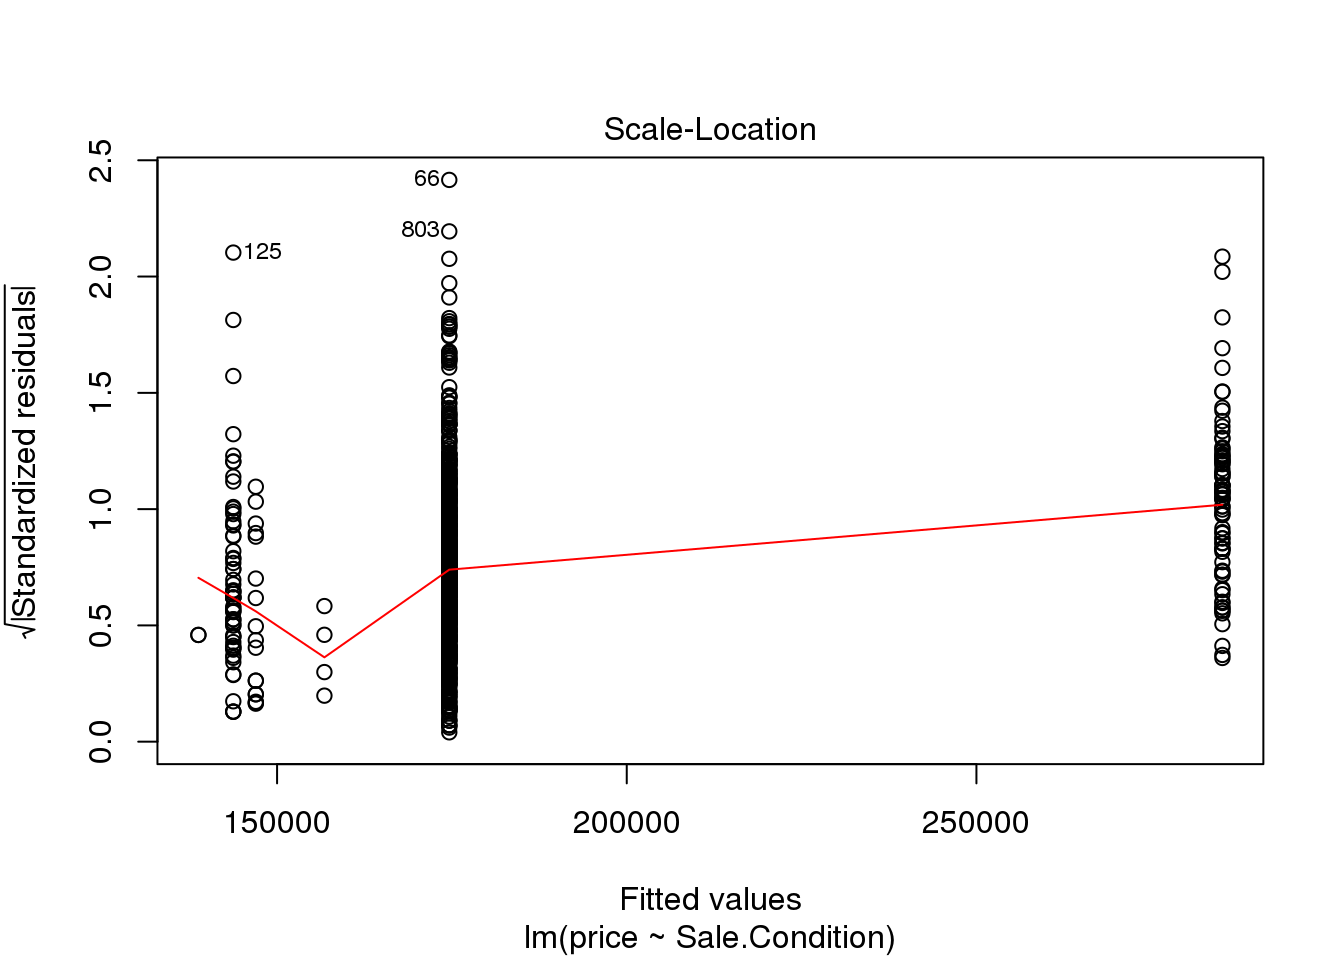 Scale-Location
√|Standardized residuals|
2.5
2.0
1.5
1.0
0.5
0.0
66
803
125
150000 200000 250000
Fitted values
lm(price ~ Sale.Condition)